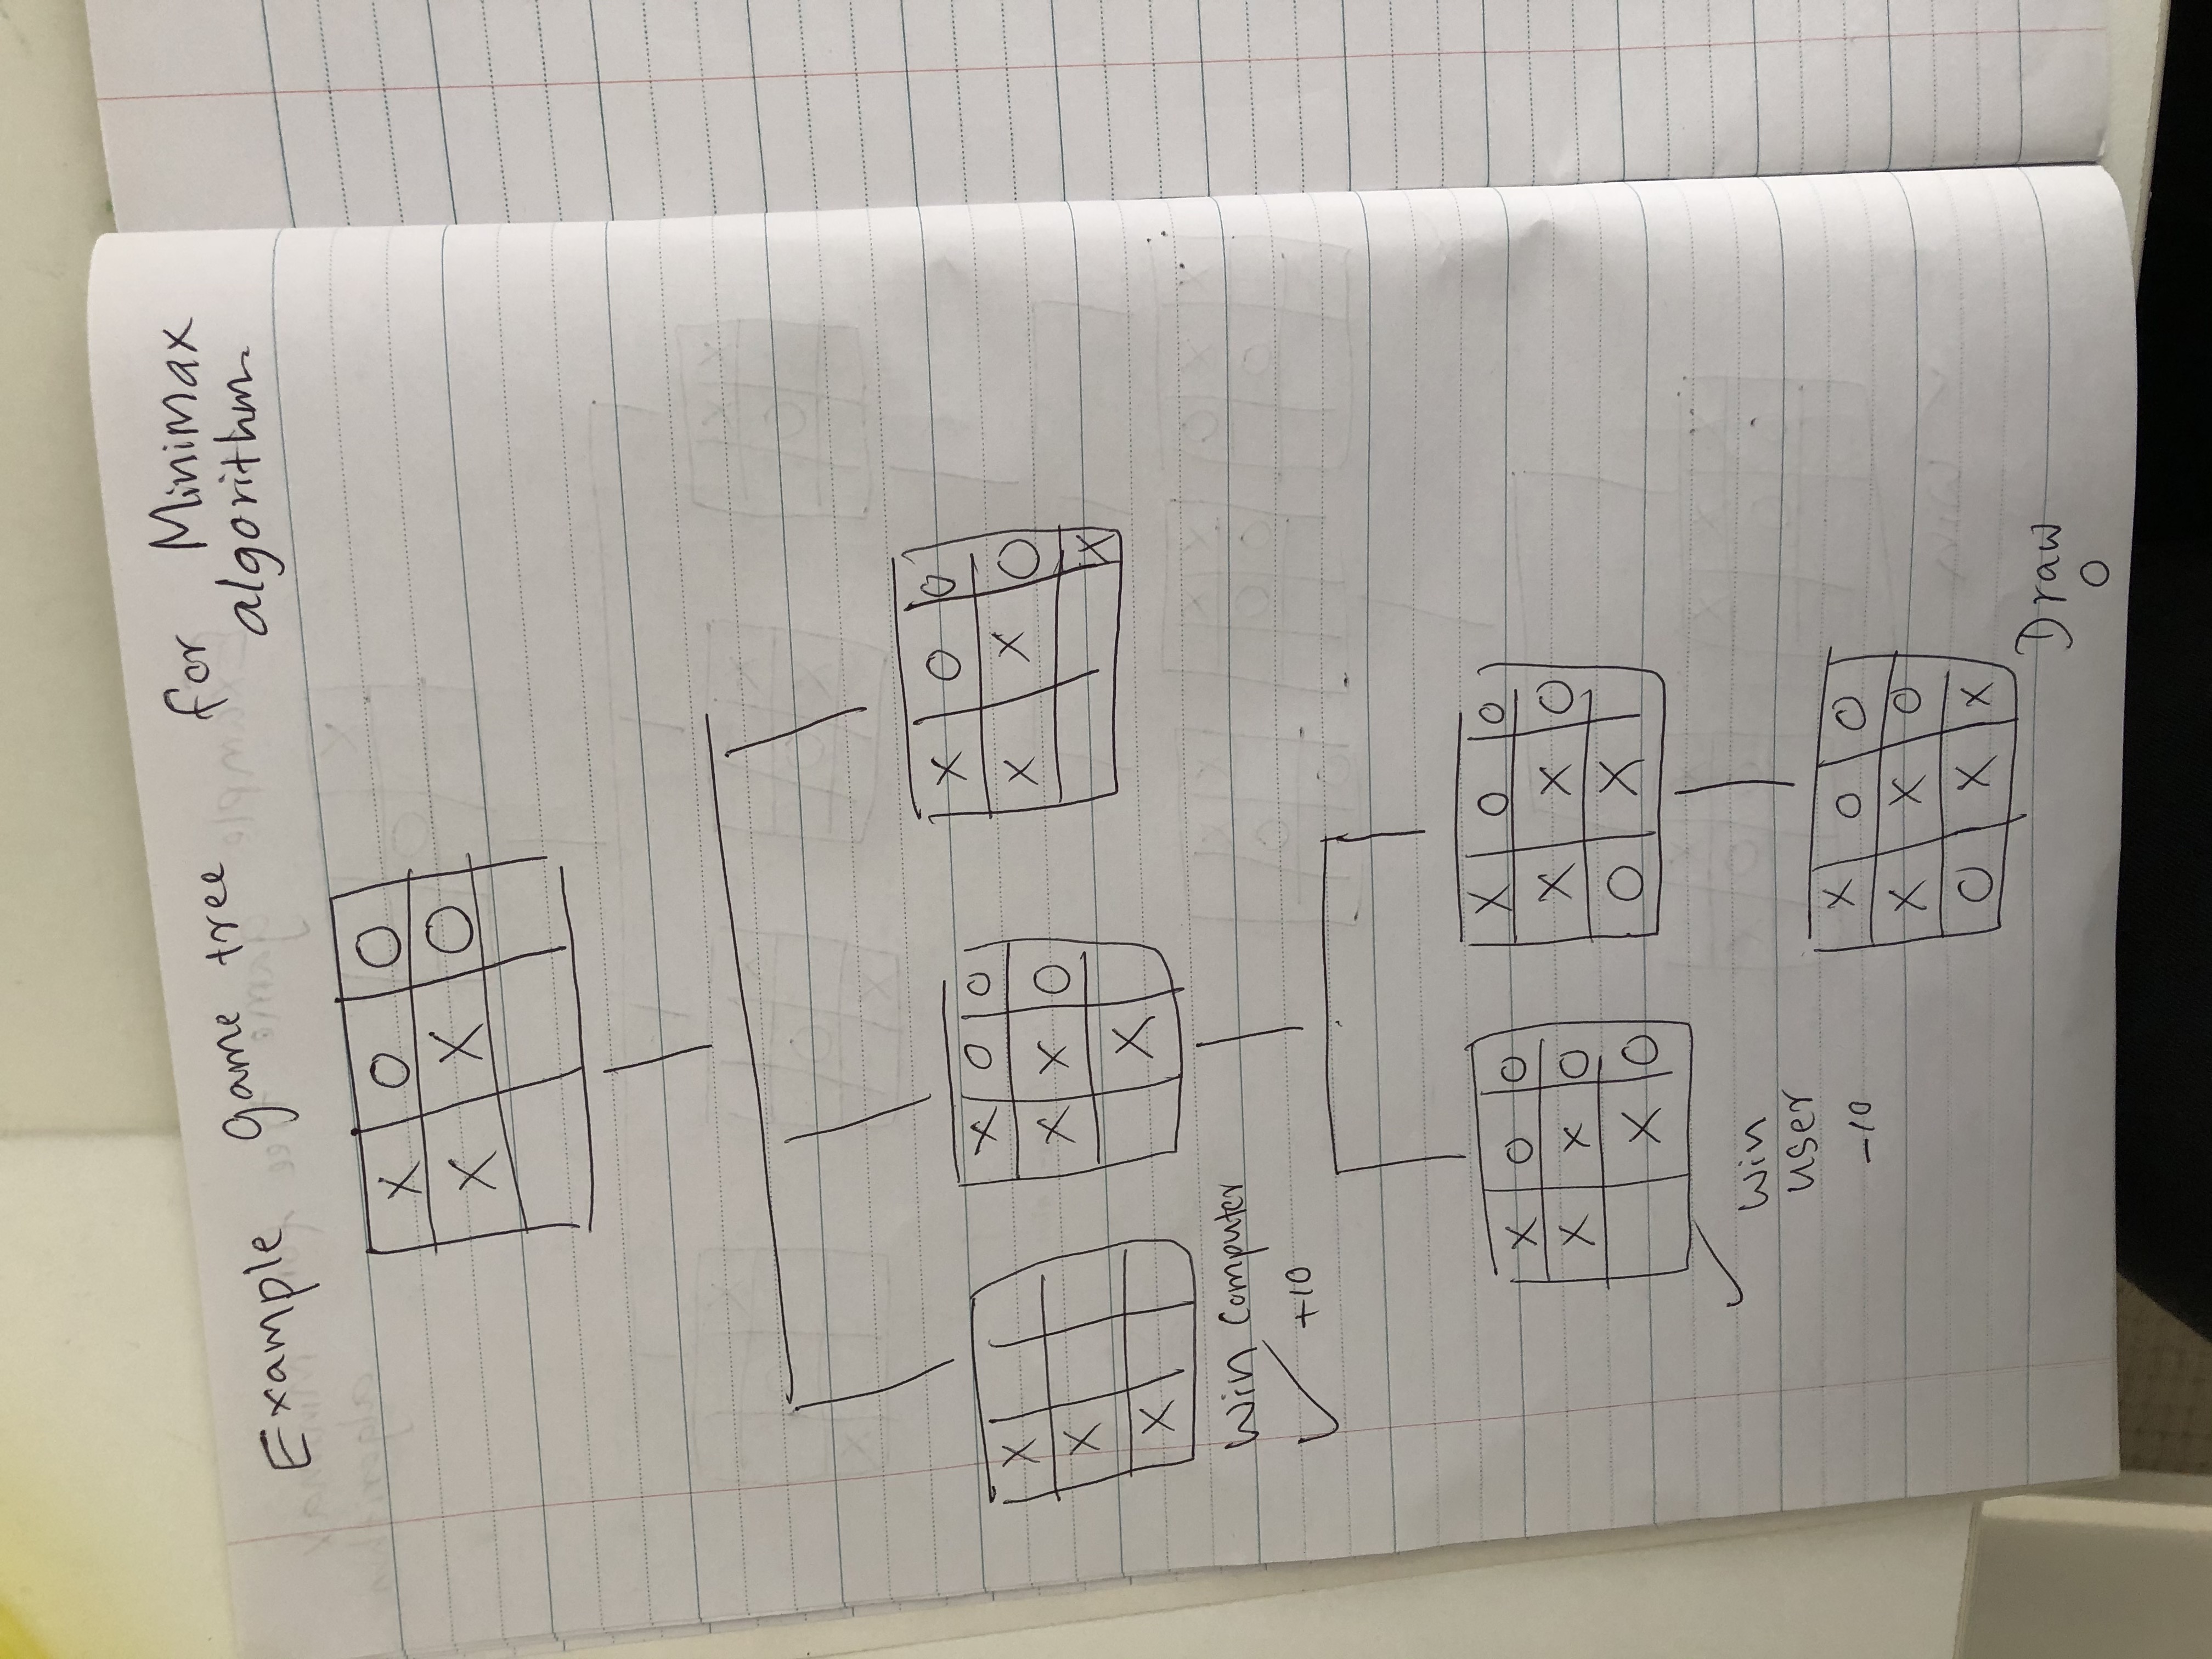 Example game tree for Minimax
algorithm
X O O
X X O
X O O
X X O
X
X
X
X
X O O
X X O
X
Win Computer
+10
X O O
X X O
X O
X O O
X X O
O X
Win
user
-10
X O O
X X O
O X X
Draw
0